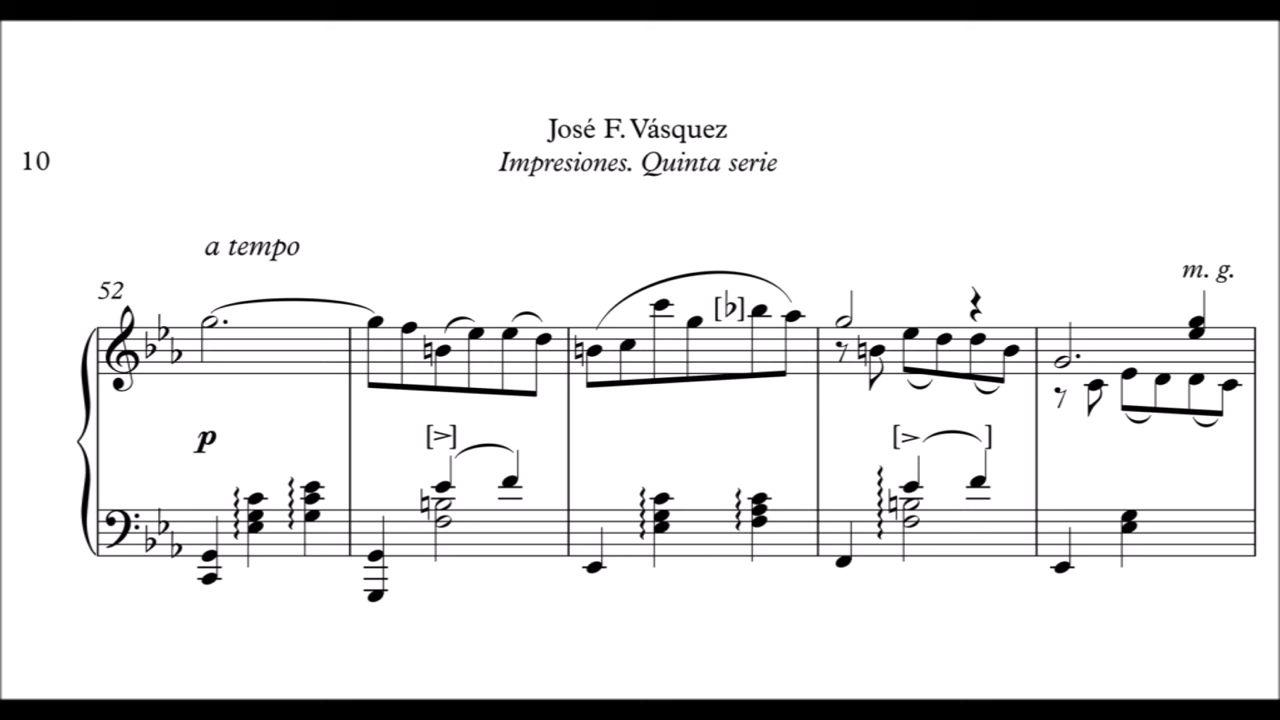 José F. Vásquez
10
Impresiones. Quinta serie
a tempo
52
m. g.
[♭]
p
[>]
[> ]